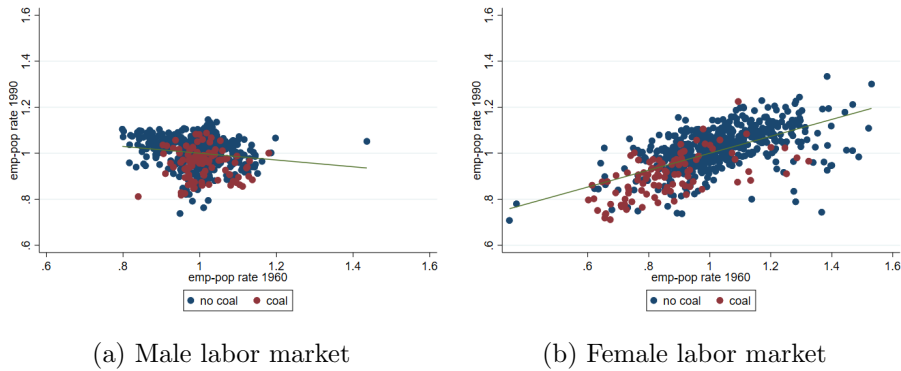 1.6
1.4
1.2
1
.8
.6
emp-pop rate 1990
.6
.8
1
1.2
1.4
1.6
emp-pop rate 1960
no coal
coal
(a) Male labor market
1.6
1.4
1.2
1
.8
.6
emp-pop rate 1990
.6
.8
1
1.2
1.4
1.6
emp-pop rate 1960
no coal
coal
(b) Female labor market